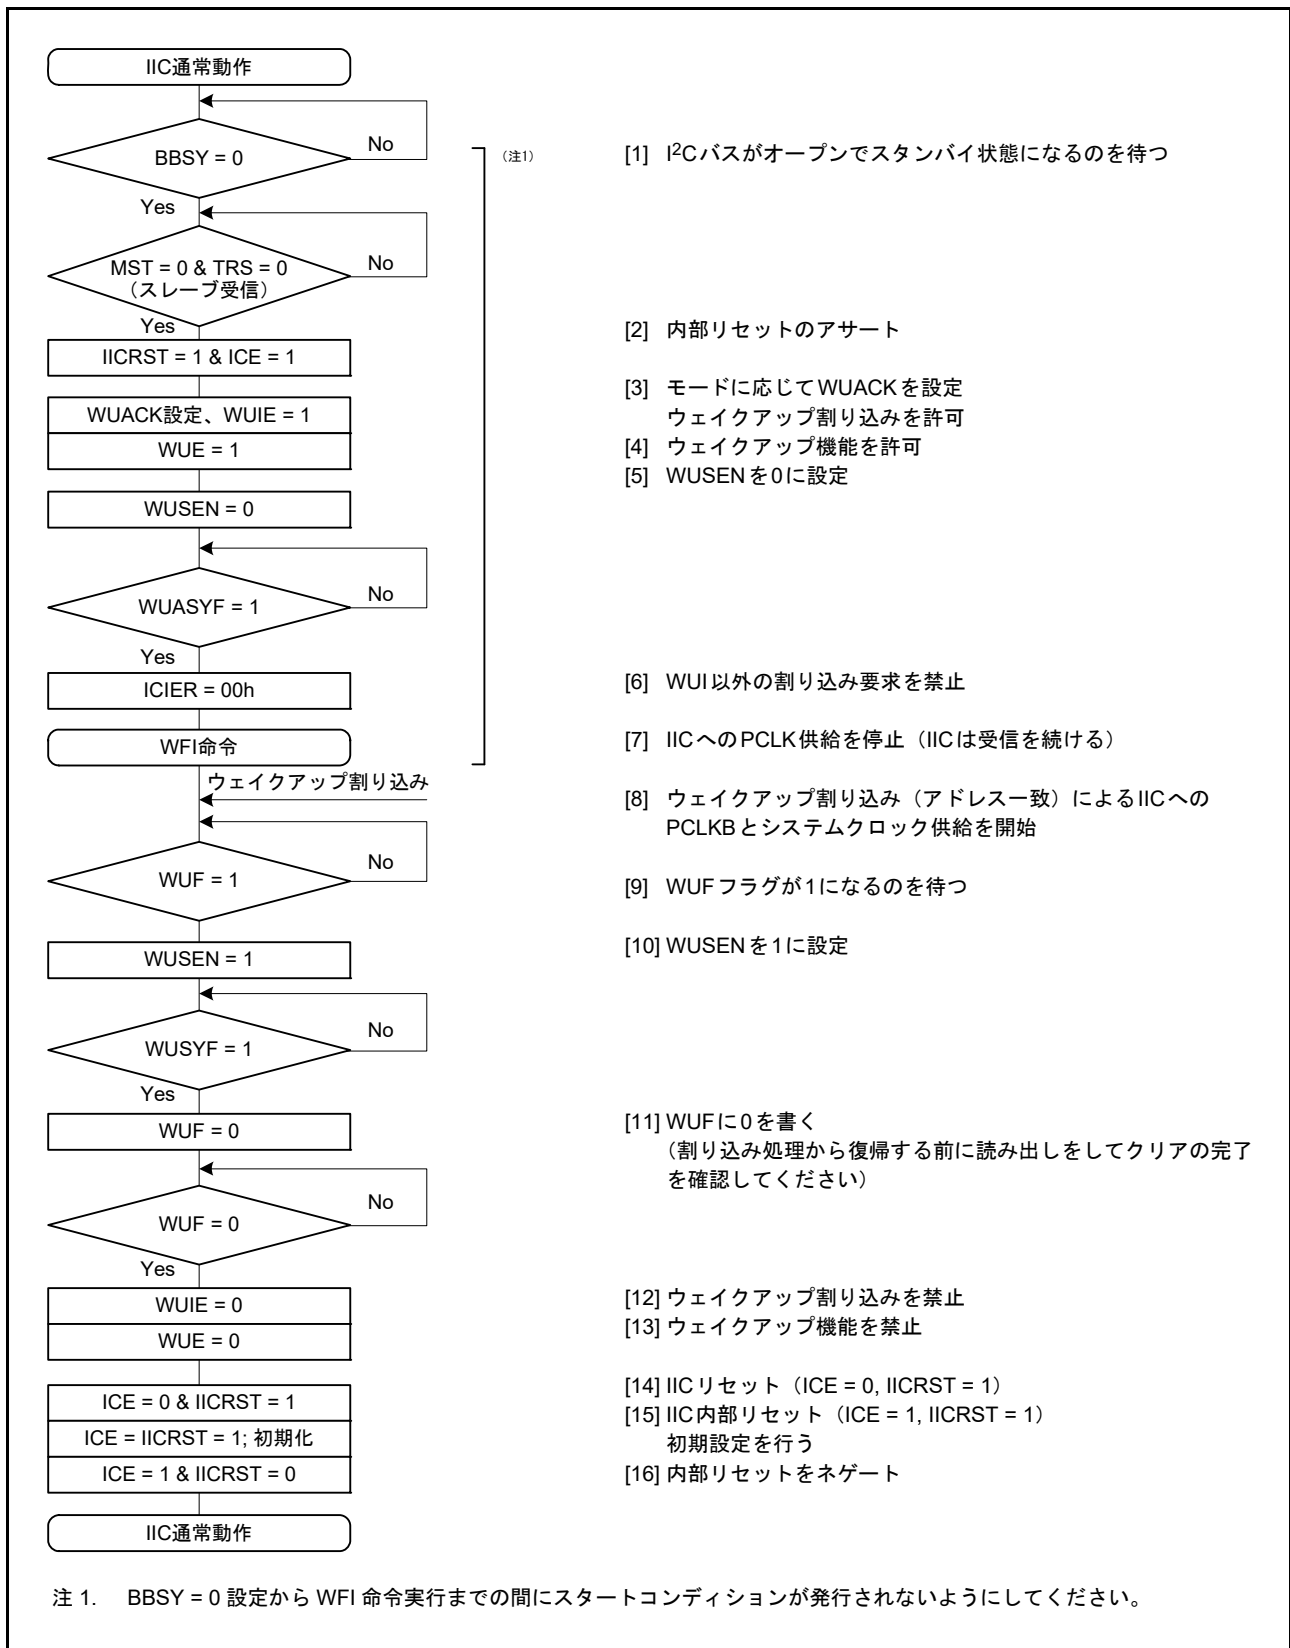 IIC通常動作
BBSY = 0
No
（注1）
[1] I2Cバスがオープンでスタンバイ状態になるのを待つ
Yes
MST = 0 & TRS = 0
（スレーブ受信）
No
Yes
[2] 内部リセットのアサート
IICRST = 1 & ICE = 1
[3] モードに応じてWUACKを設定
ウェイクアップ割り込みを許可
WUACK設定、WUIE = 1
WUE = 1
[4] ウェイクアップ機能を許可
[5] WUSENを0に設定
WUSEN = 0
WUASYF = 1
No
Yes
ICIER = 00h
[6] WUI以外の割り込み要求を禁止
WFI命令
[7] IICへのPCLK供給を停止（IICは受信を続ける）
ウェイクアップ割り込み
[8] ウェイクアップ割り込み（アドレス一致）によるIICへの
PCLKBとシステムクロック供給を開始
WUF = 1
No
[9] WUFフラグが1になるのを待つ
WUSEN = 1
[10] WUSENを1に設定
WUSYF = 1
No
Yes
WUF = 0
[11] WUFに0を書く
（割り込み処理から復帰する前に読み出しをしてクリアの完了
を確認してください）
WUF = 0
No
Yes
WUIE = 0
[12] ウェイクアップ割り込みを禁止
WUE = 0
[13] ウェイクアップ機能を禁止
ICE = 0 & IICRST = 1
[14] IICリセット（ICE = 0, IICRST = 1）
ICE = IICRST = 1; 初期化
[15] IIC内部リセット（ICE = 1, IICRST = 1）
初期設定を行う
ICE = 1 & IICRST = 0
[16] 内部リセットをネゲート
IIC通常動作
注 1. BBSY = 0 設定から WFI 命令実行までの間にスタートコンディションが発行されないようにしてください。